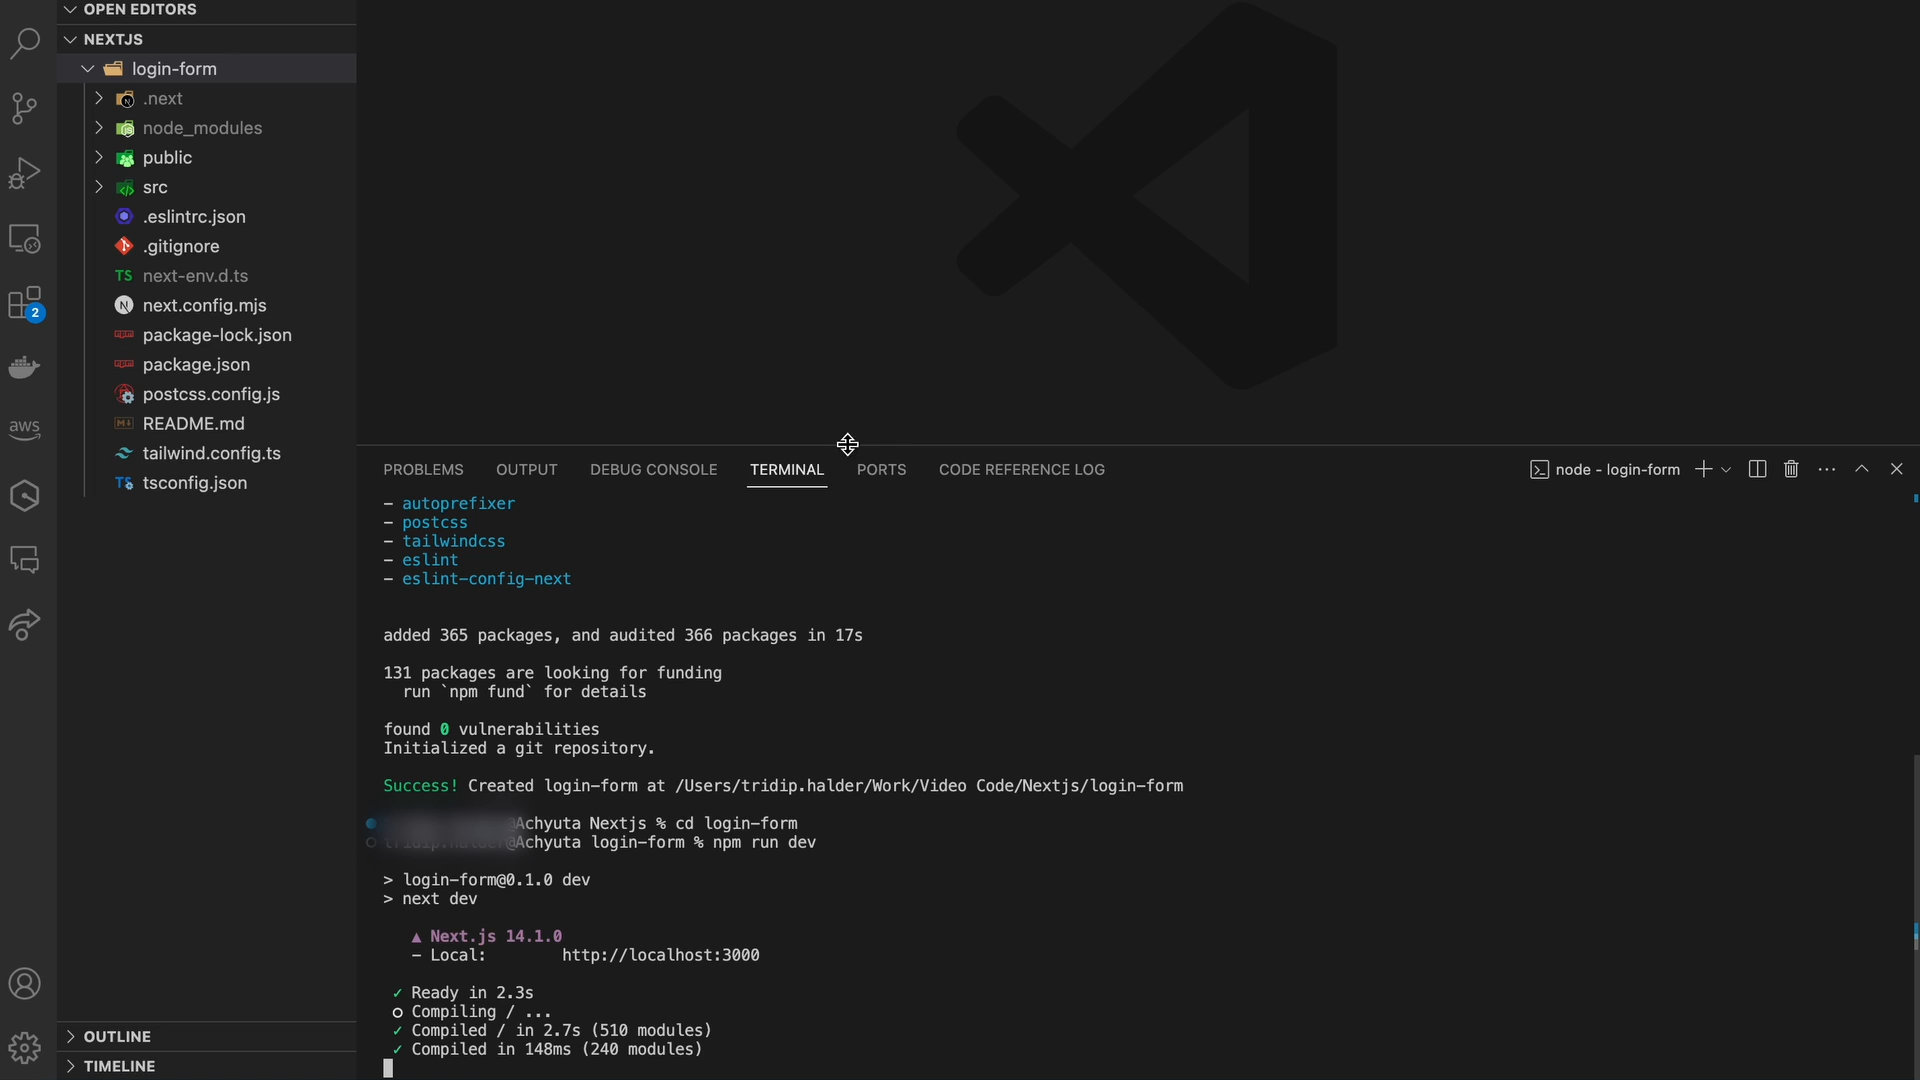 OPEN EDITORS
NEXTJS
login-form
.next
node_modules
public
src
.eslintrc.json
.gitignore
TS next-env.d.ts
next.config.mjs
package-lock.json
package.json
postcss.config.js
README.md
tailwind.config.ts
TS tsconfig.json
OUTLINE
TIMELINE
2
aws
PROBLEMS OUTPUT DEBUG CONSOLE TERMINAL PORTS CODE REFERENCE LOG
node - login-form
- autoprefixer
- postcss
- tailwindcss
- eslint
- eslint-config-next
added 365 packages, and audited 366 packages in 17s
131 packages are looking for funding
run `npm fund` for details
found 0 vulnerabilities
Initialized a git repository.
Success! Created login-form at /Users/tridip.halder/Work/Video Code/Nextjs/login-form
@Achyuta Nextjs % cd login-form
@Achyuta login-form % npm run dev
> login-form@0.1.0 dev
> next dev
▲ Next.js 14.1.0
- Local: http://localhost:3000
✓ Ready in 2.3s
○ Compiling / ...
✓ Compiled / in 2.7s (510 modules)
✓ Compiled in 148ms (240 modules)